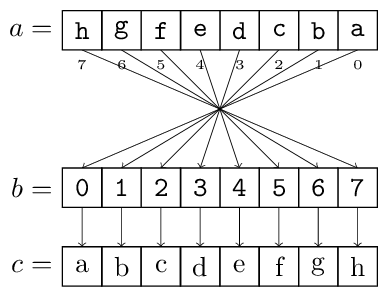 a = h g f e d c b a
7 6 5 4 3 2 1 0
b = 0 1 2 3 4 5 6 7
c = a b c d e f g h